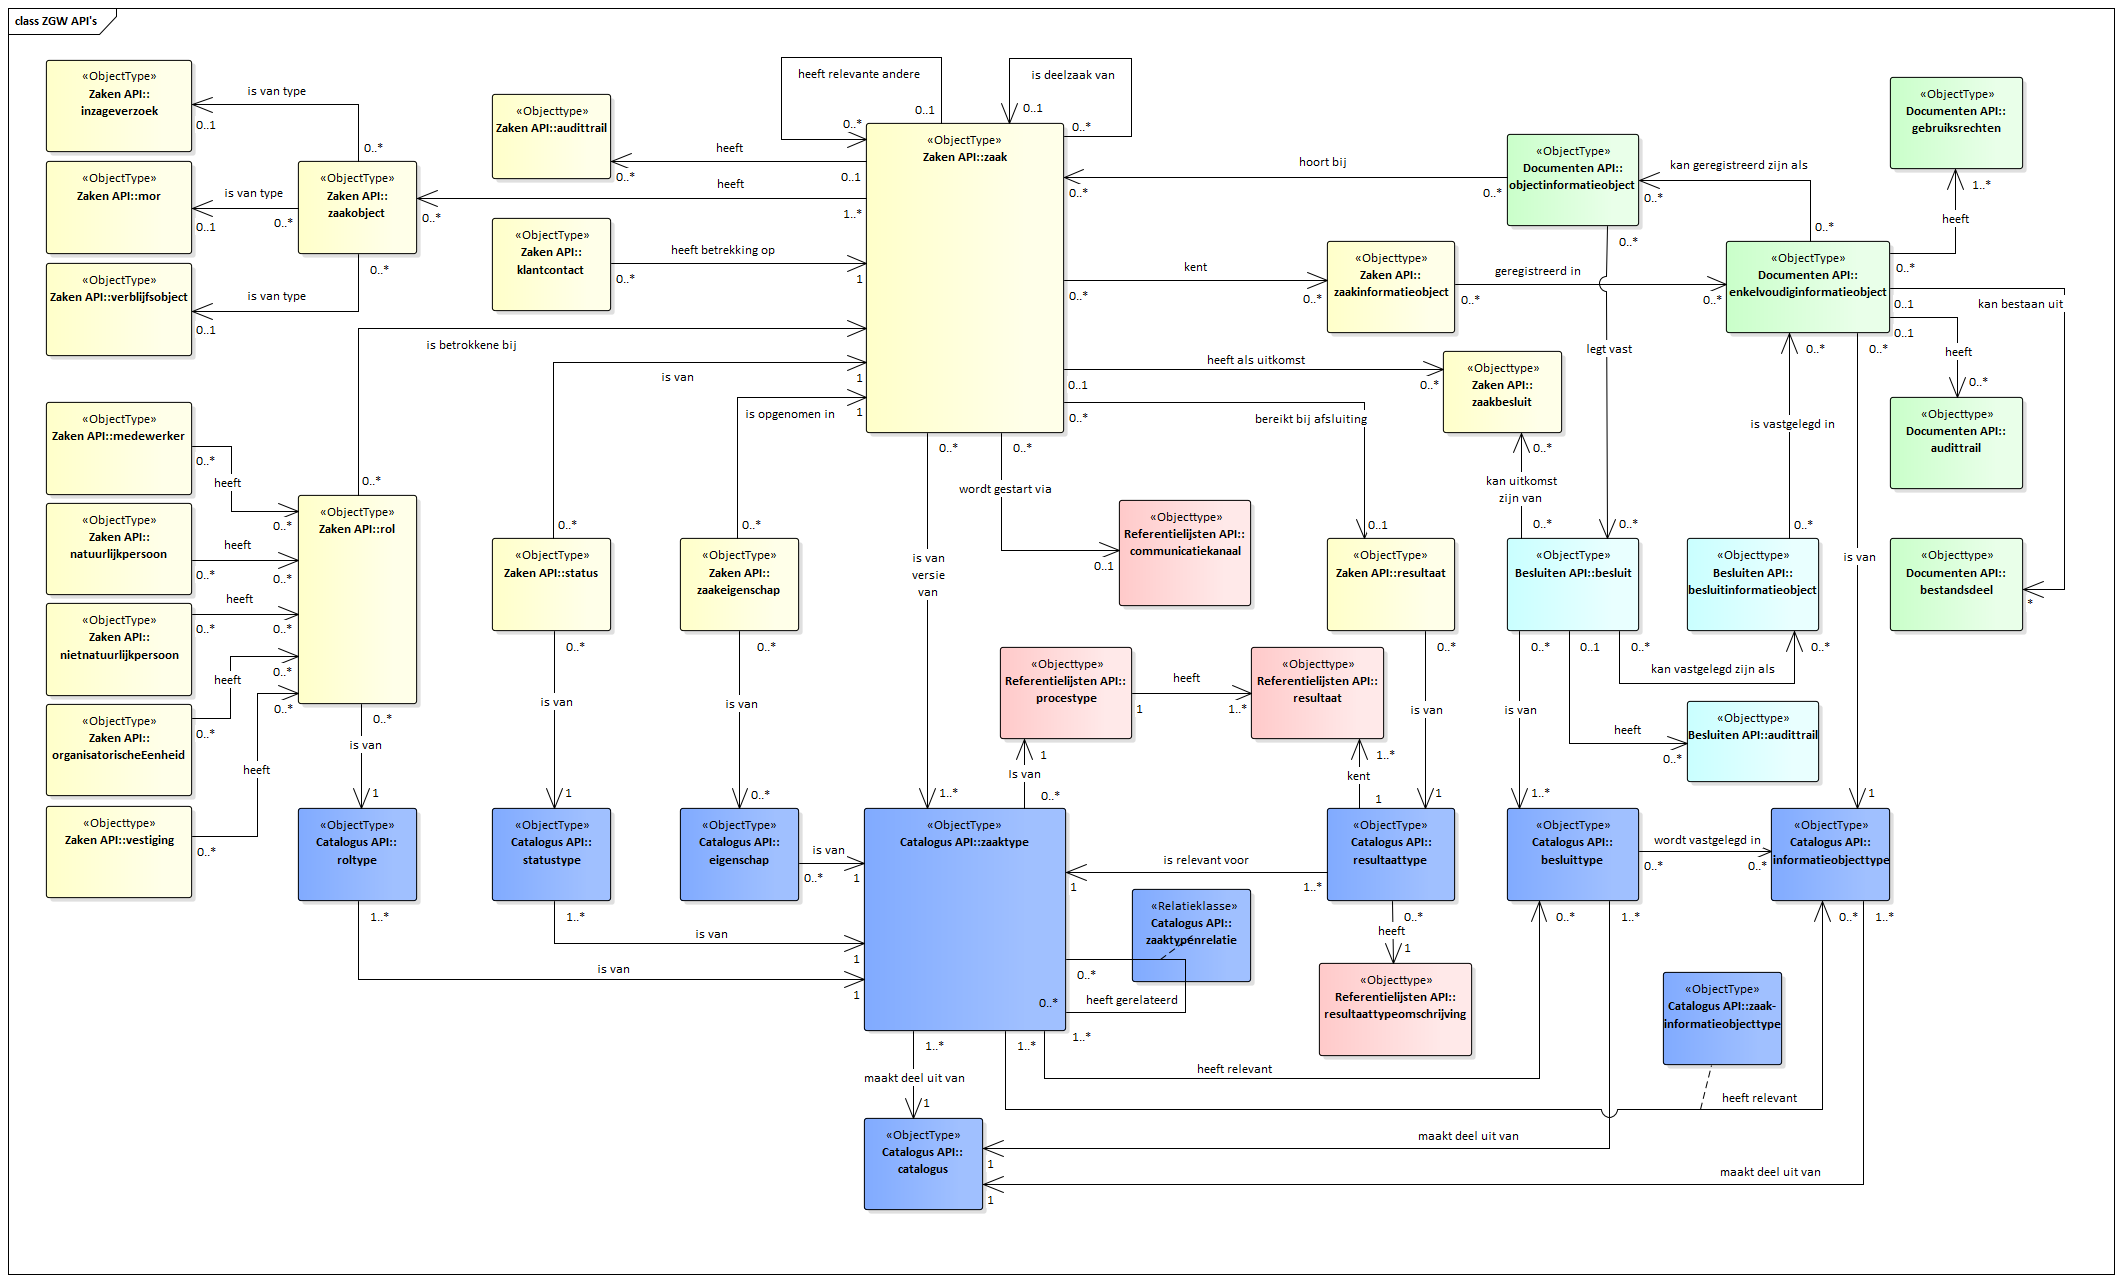 class ZGW API's
«ObjectType»
Zaken API::
inzageverzoek
is van type
0..1
0..*
«ObjectType»
Zaken API::mor
is van type
0..1
0..*
«ObjectType»
Zaken API::
zaakobject
«ObjectType»
Zaken API::verblijfsobject
is van type
0..1
0..*
«Objecttype»
Zaken API::audittrail
heeft
0..*
0..1
heeft
0..*
1..*
«ObjectType»
Zaken API::
klantcontact
heeft betrekking op
0..*
1
heeft relevante andere
0..1
0..*
is deelzaak van
0..1
0..*
«ObjectType»
Zaken API::zaak
hoort bij
0..*
0..*
«ObjectType»
Documenten API::
objectinformatieobject
kan geregistreerd zijn als
0..*
0..*
«ObjectType»
Documenten API::
gebruiksrechten
1..*
heeft
0..*
kent
0..*
0..*
«ObjectType»
Zaken API::
zaakinformatieobject
geregistreerd in
0..*
0..*
«ObjectType»
Documenten API::
enkelvoudiginformatieobject
0..1
kan bestaan uit
0..1
heeft
0..*
0..*
legt vast
0..*
0..*
is betrokkene bij
0..*
is van
1
0..*
is opgenomen in
1
0..*
heeft als uitkomst
0..1
0..*
«Objecttype»
Zaken API::
zaakbesluit
0..*
bereikt bij afsluiting
0..1
0..*
kan uitkomst
zijn van
0..*
is vastgelegd in
0..*
0..*
«Objecttype»
Documenten API::
audittrail
«Objecttype»
Zaken API::medewerker
0..*
heeft
0..*
«ObjectType»
Zaken API::
natuurlijkpersoon
heeft
0..*
0..*
«ObjectType»
Zaken API::
nietnatuurlijkpersoon
heeft
0..*
0..*
«ObjectType»
Zaken API::
organisatorischeEenheid
heeft
0..*
0..*
«Objecttype»
Zaken API::vestiging
heeft
0..*
0..*
«ObjectType»
Zaken API::rol
«ObjectType»
Zaken API::status
«ObjectType»
Zaken API::
zaakeigenschap
0..*
is van
versie
van
1..*
0..*
wordt gestart via
0..1
«Objecttype»
Referentielijsten API::
communicatiekanaal
«ObjectType»
Zaken API::resultaat
«ObjectType»
Besluiten API::besluit
«Objecttype»
Besluiten API::
besluitinformatieobject
«Objecttype»
Documenten API::
bestandsdeel
*
is van
0..*
1
is van
0..*
1
is van
0..*
0..*
«Objecttype»
Referentielijsten API::
procestype
heeft
1
1..*
«Objecttype»
Referentielijsten API::
resultaat
1
Is van
0..*
1..*
kent
1
0..*
is van
1
0..*
is van
1..*
0..1
heeft
0..*
0..*
kan vastgelegd zijn als
0..*
«Objecttype»
Besluiten API::audittrail
is van
1
«ObjectType»
Catalogus API::
roltype
«ObjectType»
Catalogus API::
statustype
«ObjectType»
Catalogus API::
eigenschap
is van
0..*
1
«ObjectType»
Catalogus API::zaaktype
is relevant voor
1
1..*
«ObjectType»
Catalogus API::
resultaattype
«ObjectType»
Catalogus API::
besluittype
wordt vastgelegd in
0..*
0..*
«ObjectType»
Catalogus API::
informatieobjecttype
1..*
is van
1
1..*
is van
1
«Relatieklasse»
Catalogus API::
zaaktypenrelatie
0..*
heeft gerelateerd
0..*
0..*
heeft
1
«Objecttype»
Referentielijsten API::
resultaattypeomschrijving
0..*
1..*
0..*
1..*
«ObjectType»
Catalogus API::zaak-
informatieobjecttype
1..*
1..*
1..*
heeft relevant
heeft relevant
maakt deel uit van
1
«ObjectType»
Catalogus API::
catalogus
maakt deel uit van
1
maakt deel uit van
1